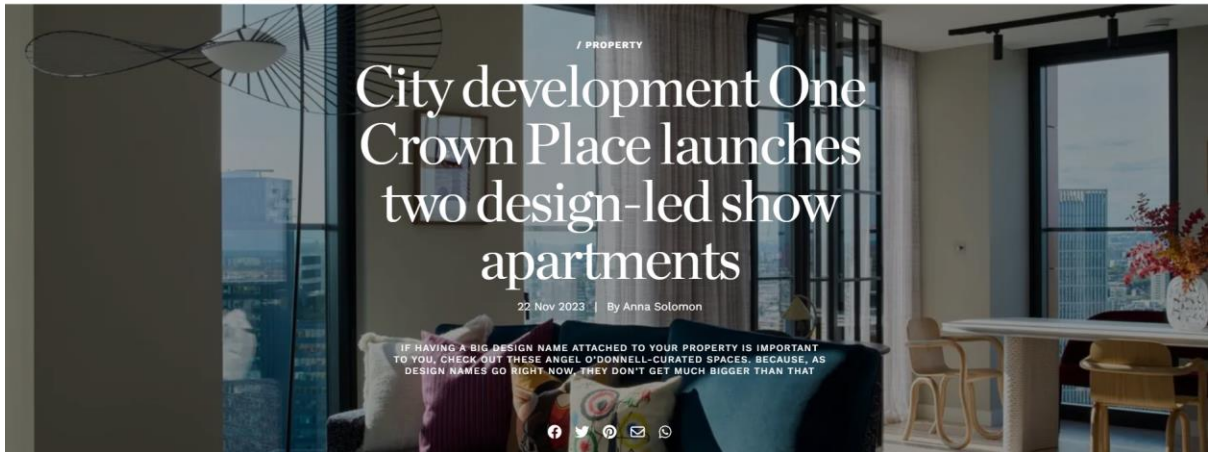 / PROPERTY
City development One
Crown Place launches
two design-led show
apartments
22 Nov 2023 | By Anna Solomon
IF HAVING A BIG DESIGN NAME ATTACHED TO YOUR PROPERTY IS IMPORTANT
TO YOU, CHECK OUT THESE ANGEL O'DONNELL-CURATED SPACES. BECAUSE, AS
DESIGN NAMES GO RIGHT NOW, THEY DON'T GET MUCH BIGGER THAN THAT